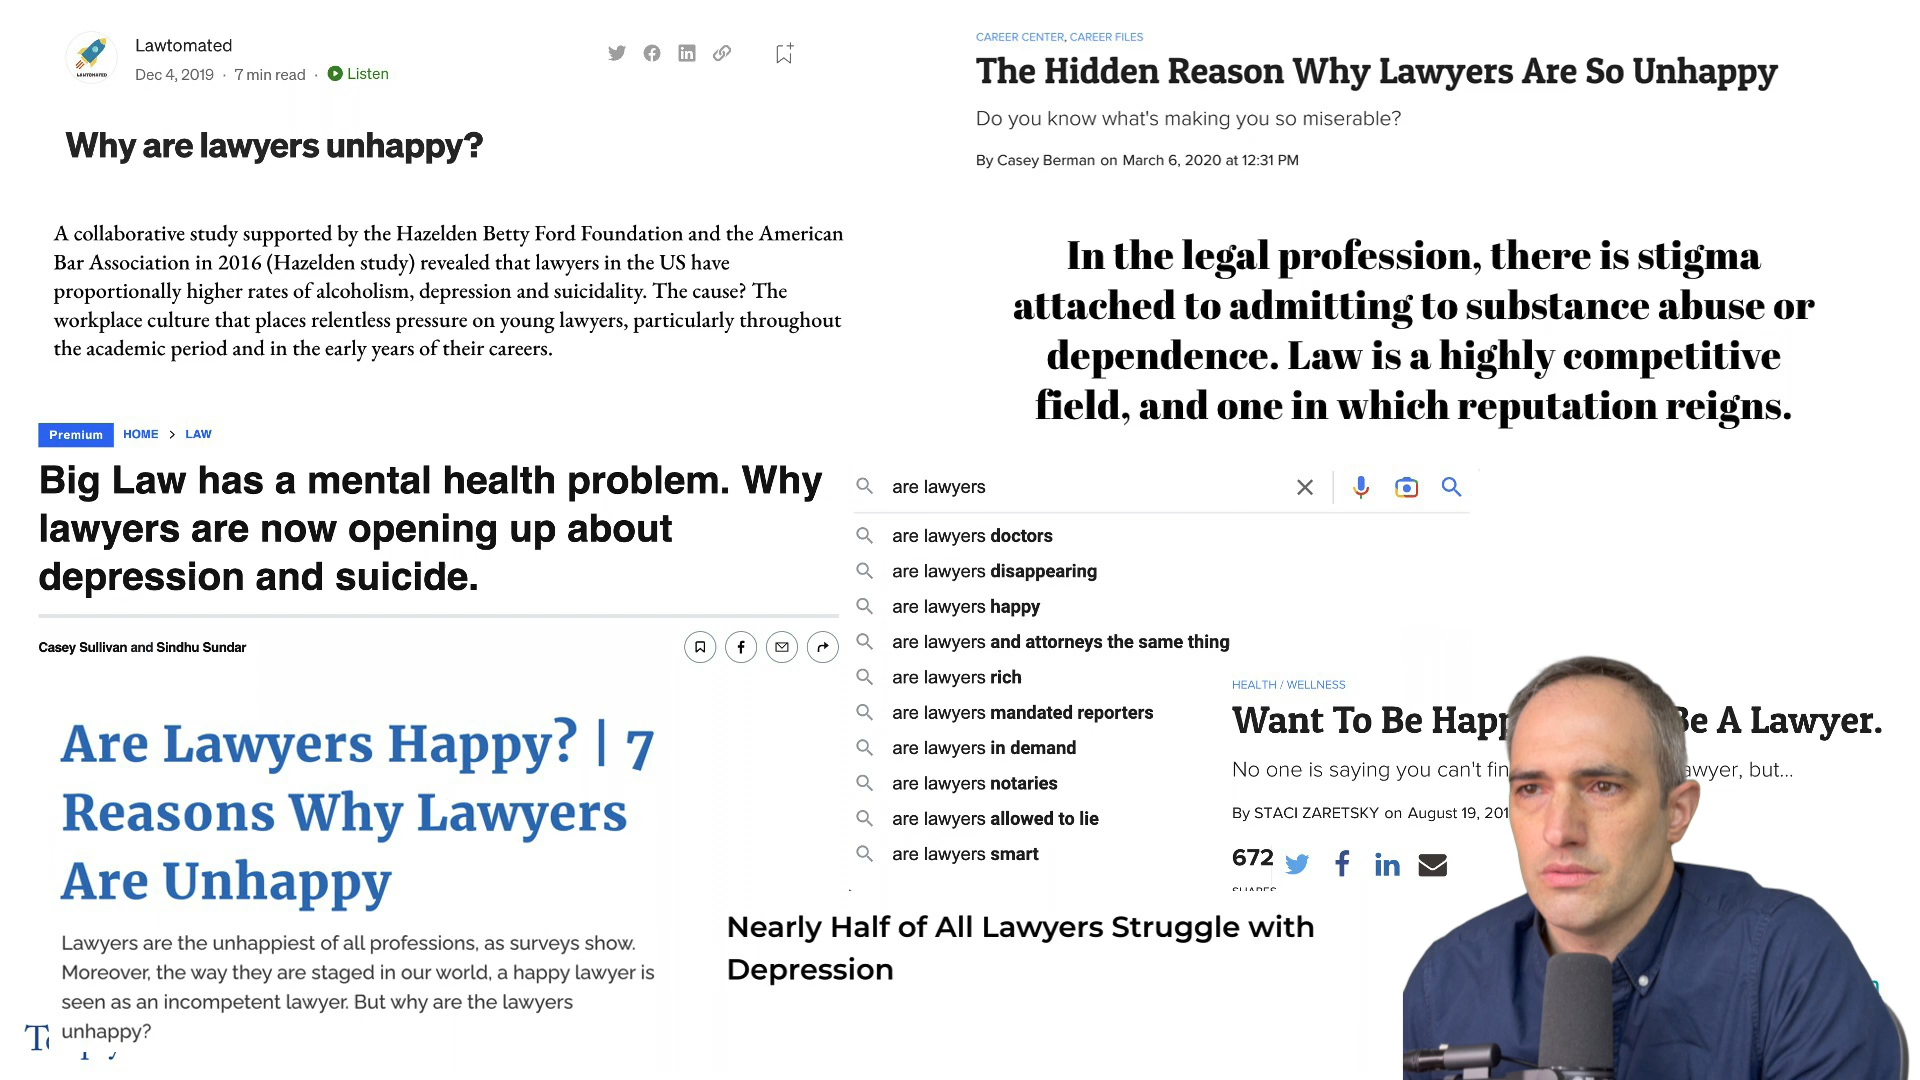 Lawtomated
Dec 4, 2019 · 7 min read · Listen
LAWTOMATED
Why are lawyers unhappy?
A collaborative study supported by the Hazelden Betty Ford Foundation and the American
Bar Association in 2016 (Hazelden study) revealed that lawyers in the US have
proportionally higher rates of alcoholism, depression and suicidality. The cause? The
workplace culture that places relentless pressure on young lawyers, particularly throughout
the academic period and in the early years of their careers.
CAREER CENTER, CAREER FILES
The Hidden Reason Why Lawyers Are So Unhappy
Do you know what's making you so miserable?
By Casey Berman on March 6, 2020 at 12:31 PM
In the legal profession, there is stigma
attached to admitting to substance abuse or
dependence. Law is a highly competitive
field, and one in which reputation reigns.
Premium HOME > LAW
Big Law has a mental health problem. Why
lawyers are now opening up about
depression and suicide.
Casey Sullivan and Sindhu Sundar
are lawyers
are lawyers doctors
are lawyers disappearing
are lawyers happy
are lawyers and attorneys the same thing
are lawyers rich
are lawyers mandated reporters
are lawyers in demand
are lawyers notaries
are lawyers allowed to lie
are lawyers smart
Are Lawyers Happy? | 7
Reasons Why Lawyers
Are Unhappy
Lawyers are the unhappiest of all professions, as surveys show.
Moreover, the way they are staged in our world, a happy lawyer is
seen as an incompetent lawyer. But why are the lawyers
unhappy?
HEALTH / WELLNESS
Want To Be Be A Lawyer.
No one is saying you can't but...
By STACI ZARETSKY on August 19,
672
SHARES
Nearly Half of All Lawyers Struggle with
Depression